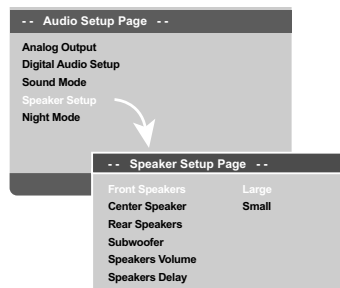 -- Audio Setup Page --
Analog Output
Digital Audio Setup
Sound Mode
Speaker Setup
Night Mode
-- Speaker Setup Page --
Front Speakers Large
Center Speaker Small
Rear Speakers
Subwoofer
Speakers Volume
Speakers Delay